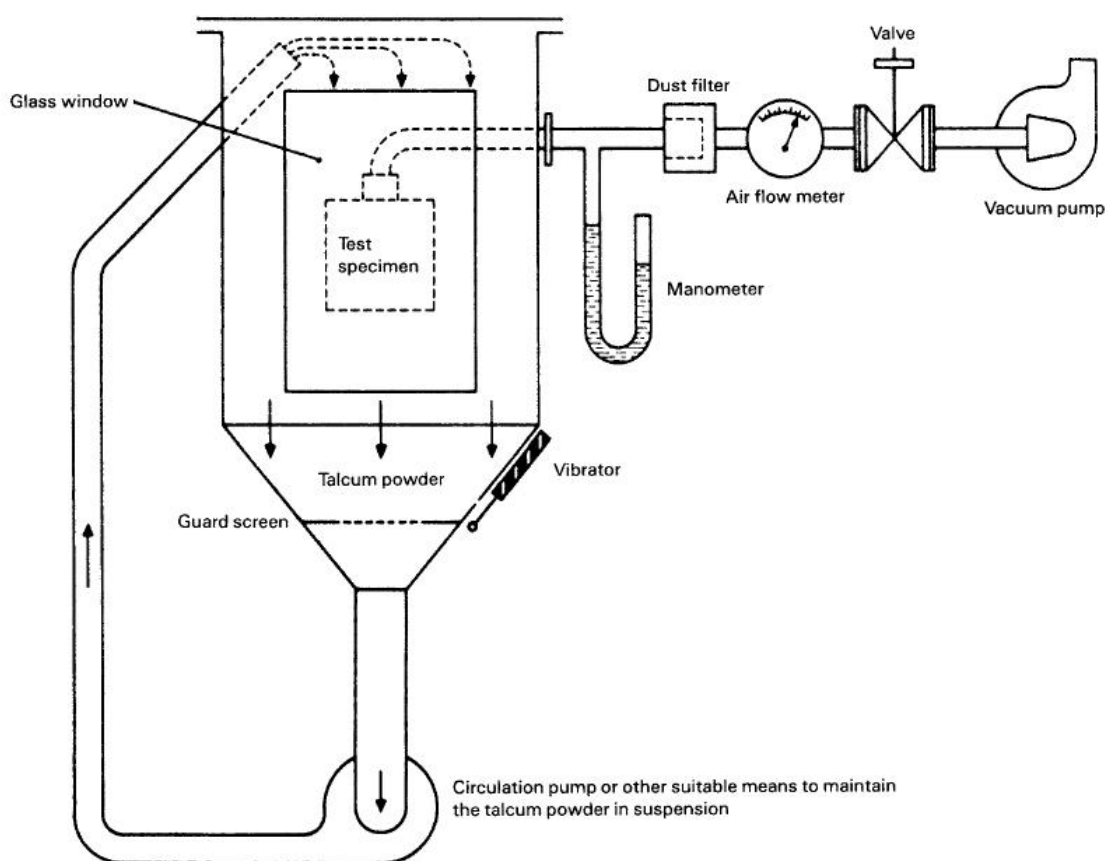 Valve
Glass window
Dust filter
Air flow meter
Vacuum pump
Test
specimen
Manometer
Vibrator
Talcum powder
Guard screen
Circulation pump or other suitable means to maintain
the talcum powder in suspension